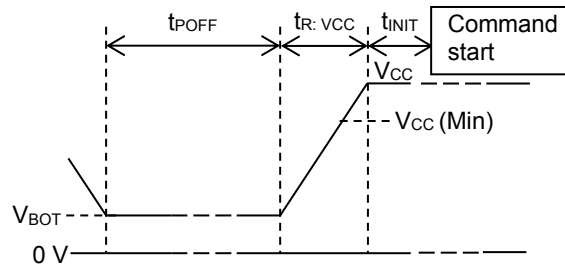 tPOFF
tR: VCC
tINIT
Command
start
VCC
VCC (Min)
VBOT
0 V